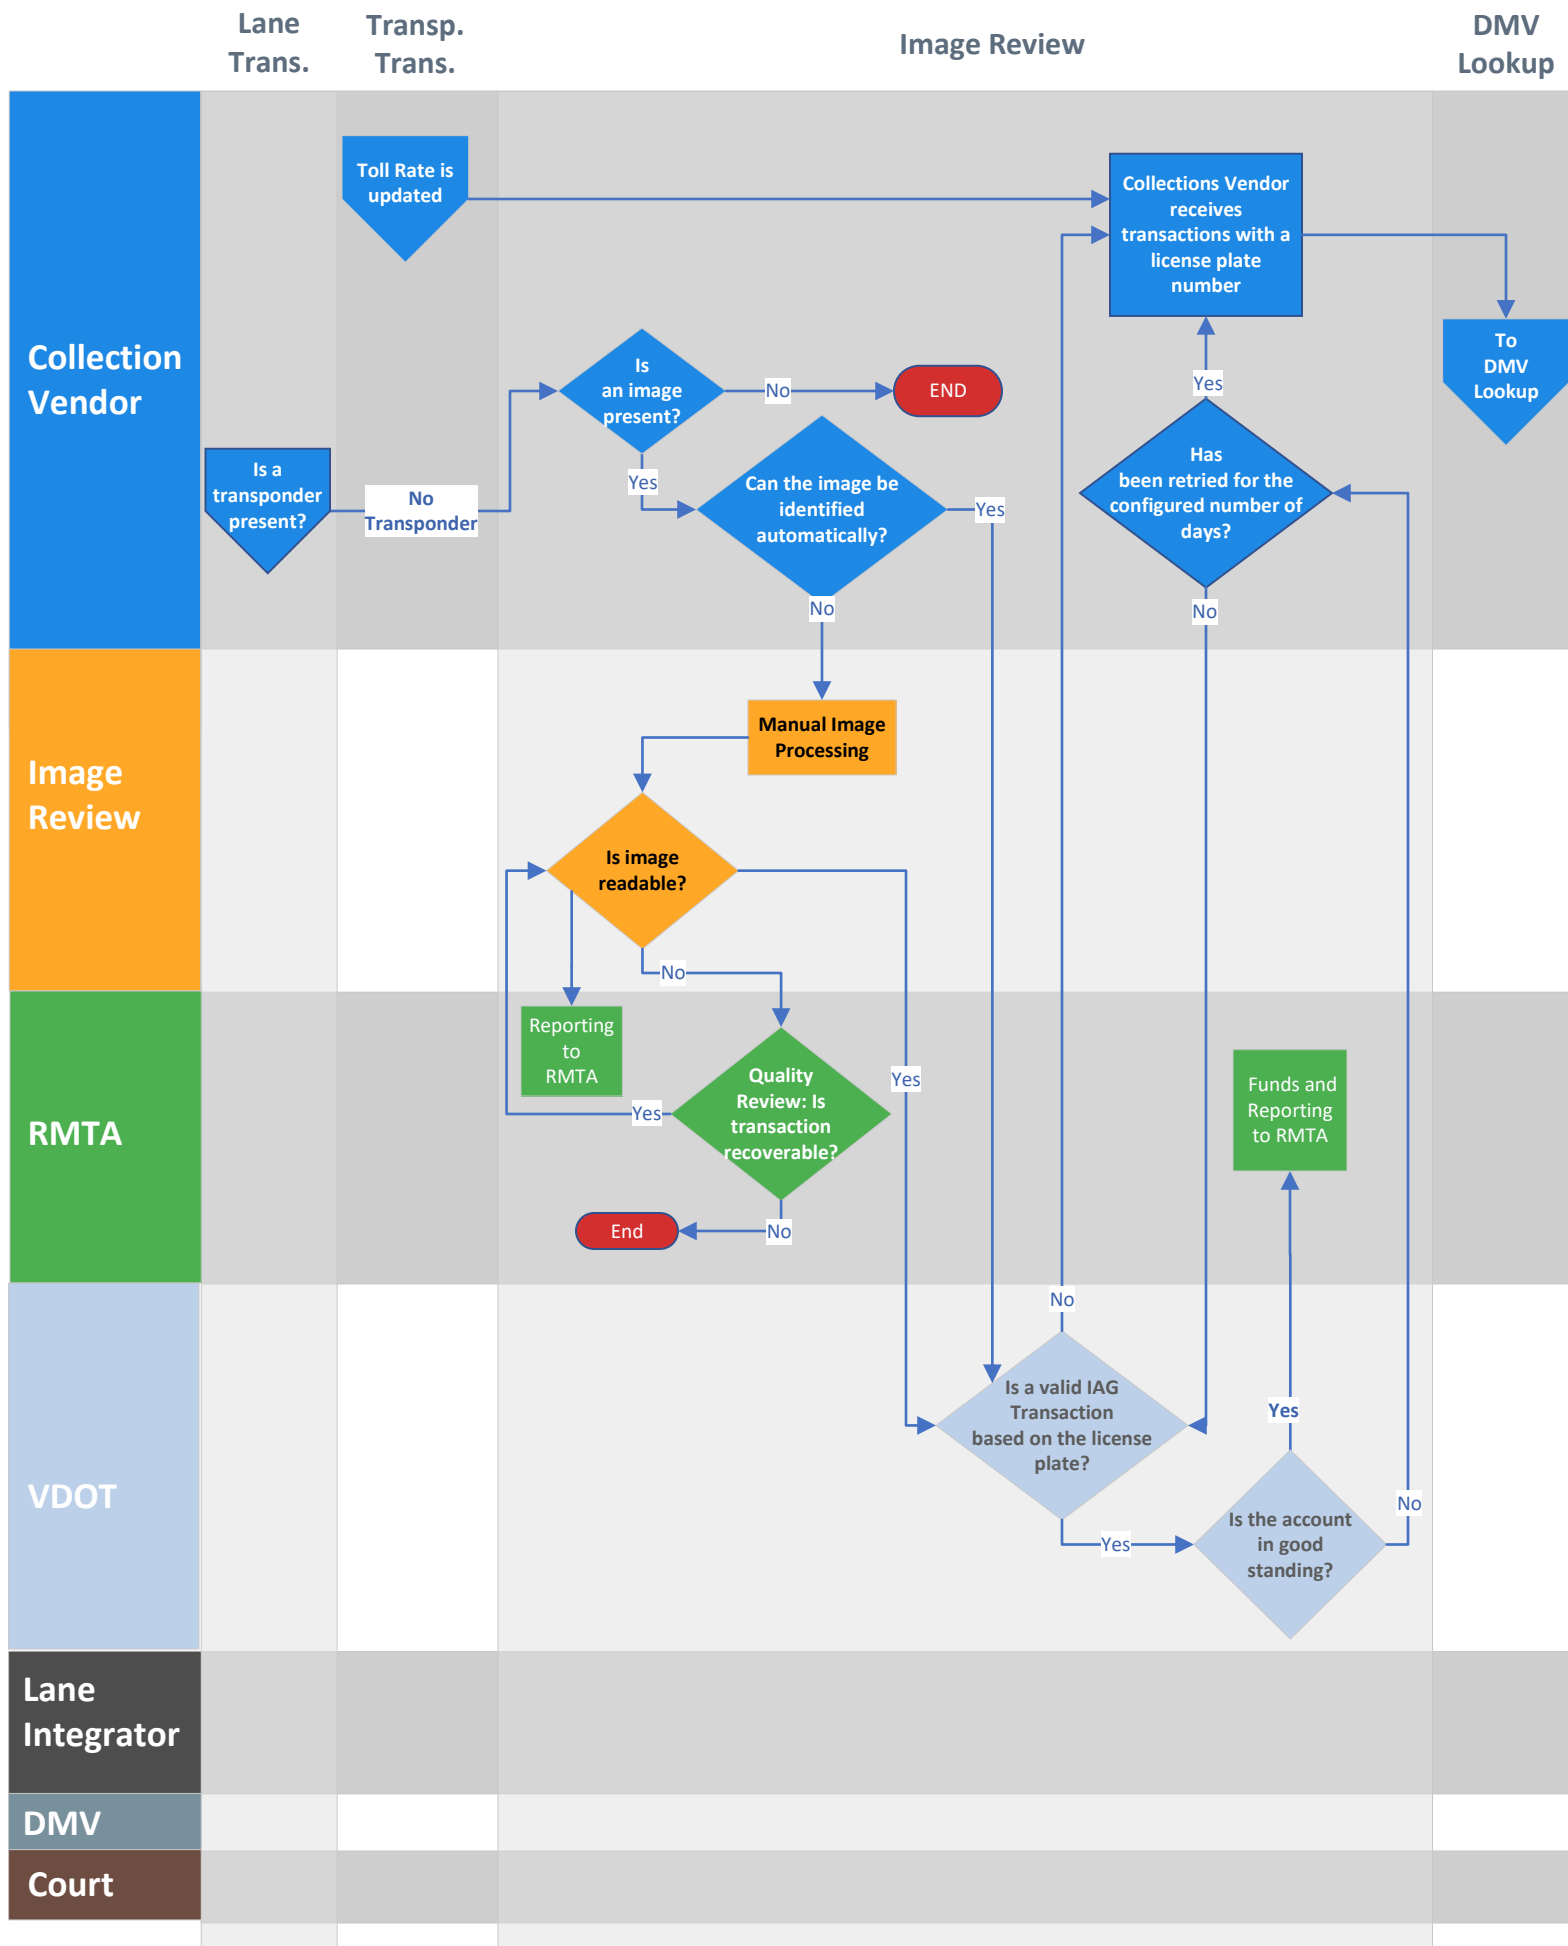 Lane
Trans.
Transp.
Trans.
Image Review
DMV
Lookup
Collection
Vendor
Toll Rate is
updated
Collections Vendor
receives
transactions with a
license plate
number
To
DMV
Lookup
Is
an image
present?
No
END
Yes
Is a
transponder
present?
No
Transponder
Yes
Can the image be
identified
automatically?
Yes
Has
been retried for the
configured number of
days?
No
No
Image
Review
Manual Image
Processing
Is image
readable?
No
RMTA
Reporting
to
RMTA
Quality
Review: Is
transaction
recoverable?
Yes
Yes
Funds and
Reporting
to RMTA
End
No
VDOT
No
Is a valid IAG
Transaction
based on the license
plate?
Yes
Yes
Is the account
in good
standing?
No
Lane
Integrator
DMV
Court